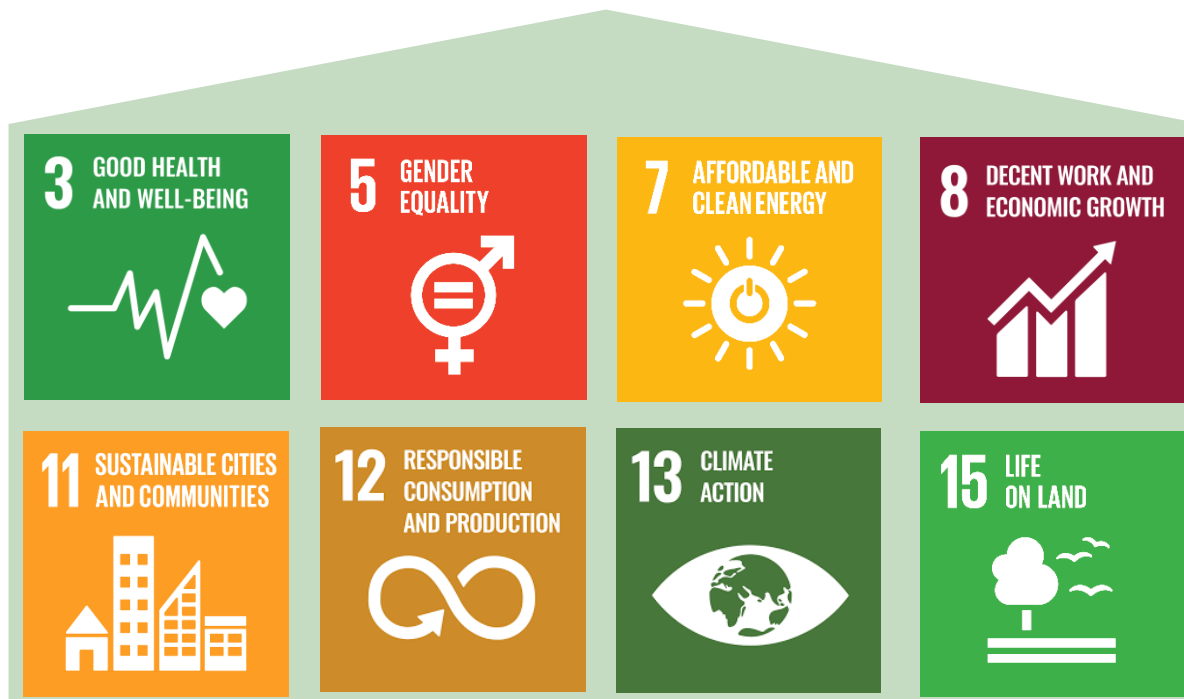 3 GOOD HEALTH
AND WELL-BEING
5 GENDER
EQUALITY
7 AFFORDABLE AND
CLEAN ENERGY
8 DECENT WORK AND
ECONOMIC GROWTH
11 SUSTAINABLE CITIES
AND COMMUNITIES
12 RESPONSIBLE
CONSUMPTION
AND PRODUCTION
13 CLIMATE
ACTION
15 LIFE
ON LAND